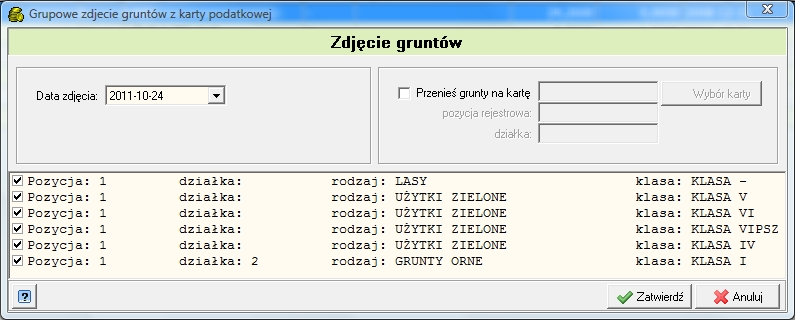 Grupowe zdjecie gruntów z karty podatkowej
Zdjęcie gruntów
Data zdjęcia: 2011-10-24
Przenieś grunty na kartę
Wybór karty
pozycja rejestrowa:
działka:
Pozycja: 1 działka: rodzaj: LASY klasa: KLASA -
Pozycja: 1 działka: rodzaj: UŻYTKI ZIELONE klasa: KLASA V
Pozycja: 1 działka: rodzaj: UŻYTKI ZIELONE klasa: KLASA VI
Pozycja: 1 działka: rodzaj: UŻYTKI ZIELONE klasa: KLASA VIPSZ
Pozycja: 1 działka: rodzaj: UŻYTKI ZIELONE klasa: KLASA IV
Pozycja: 1 działka: 2 rodzaj: GRUNTY ORNE klasa: KLASA I
? Zatwierdź Anuluj